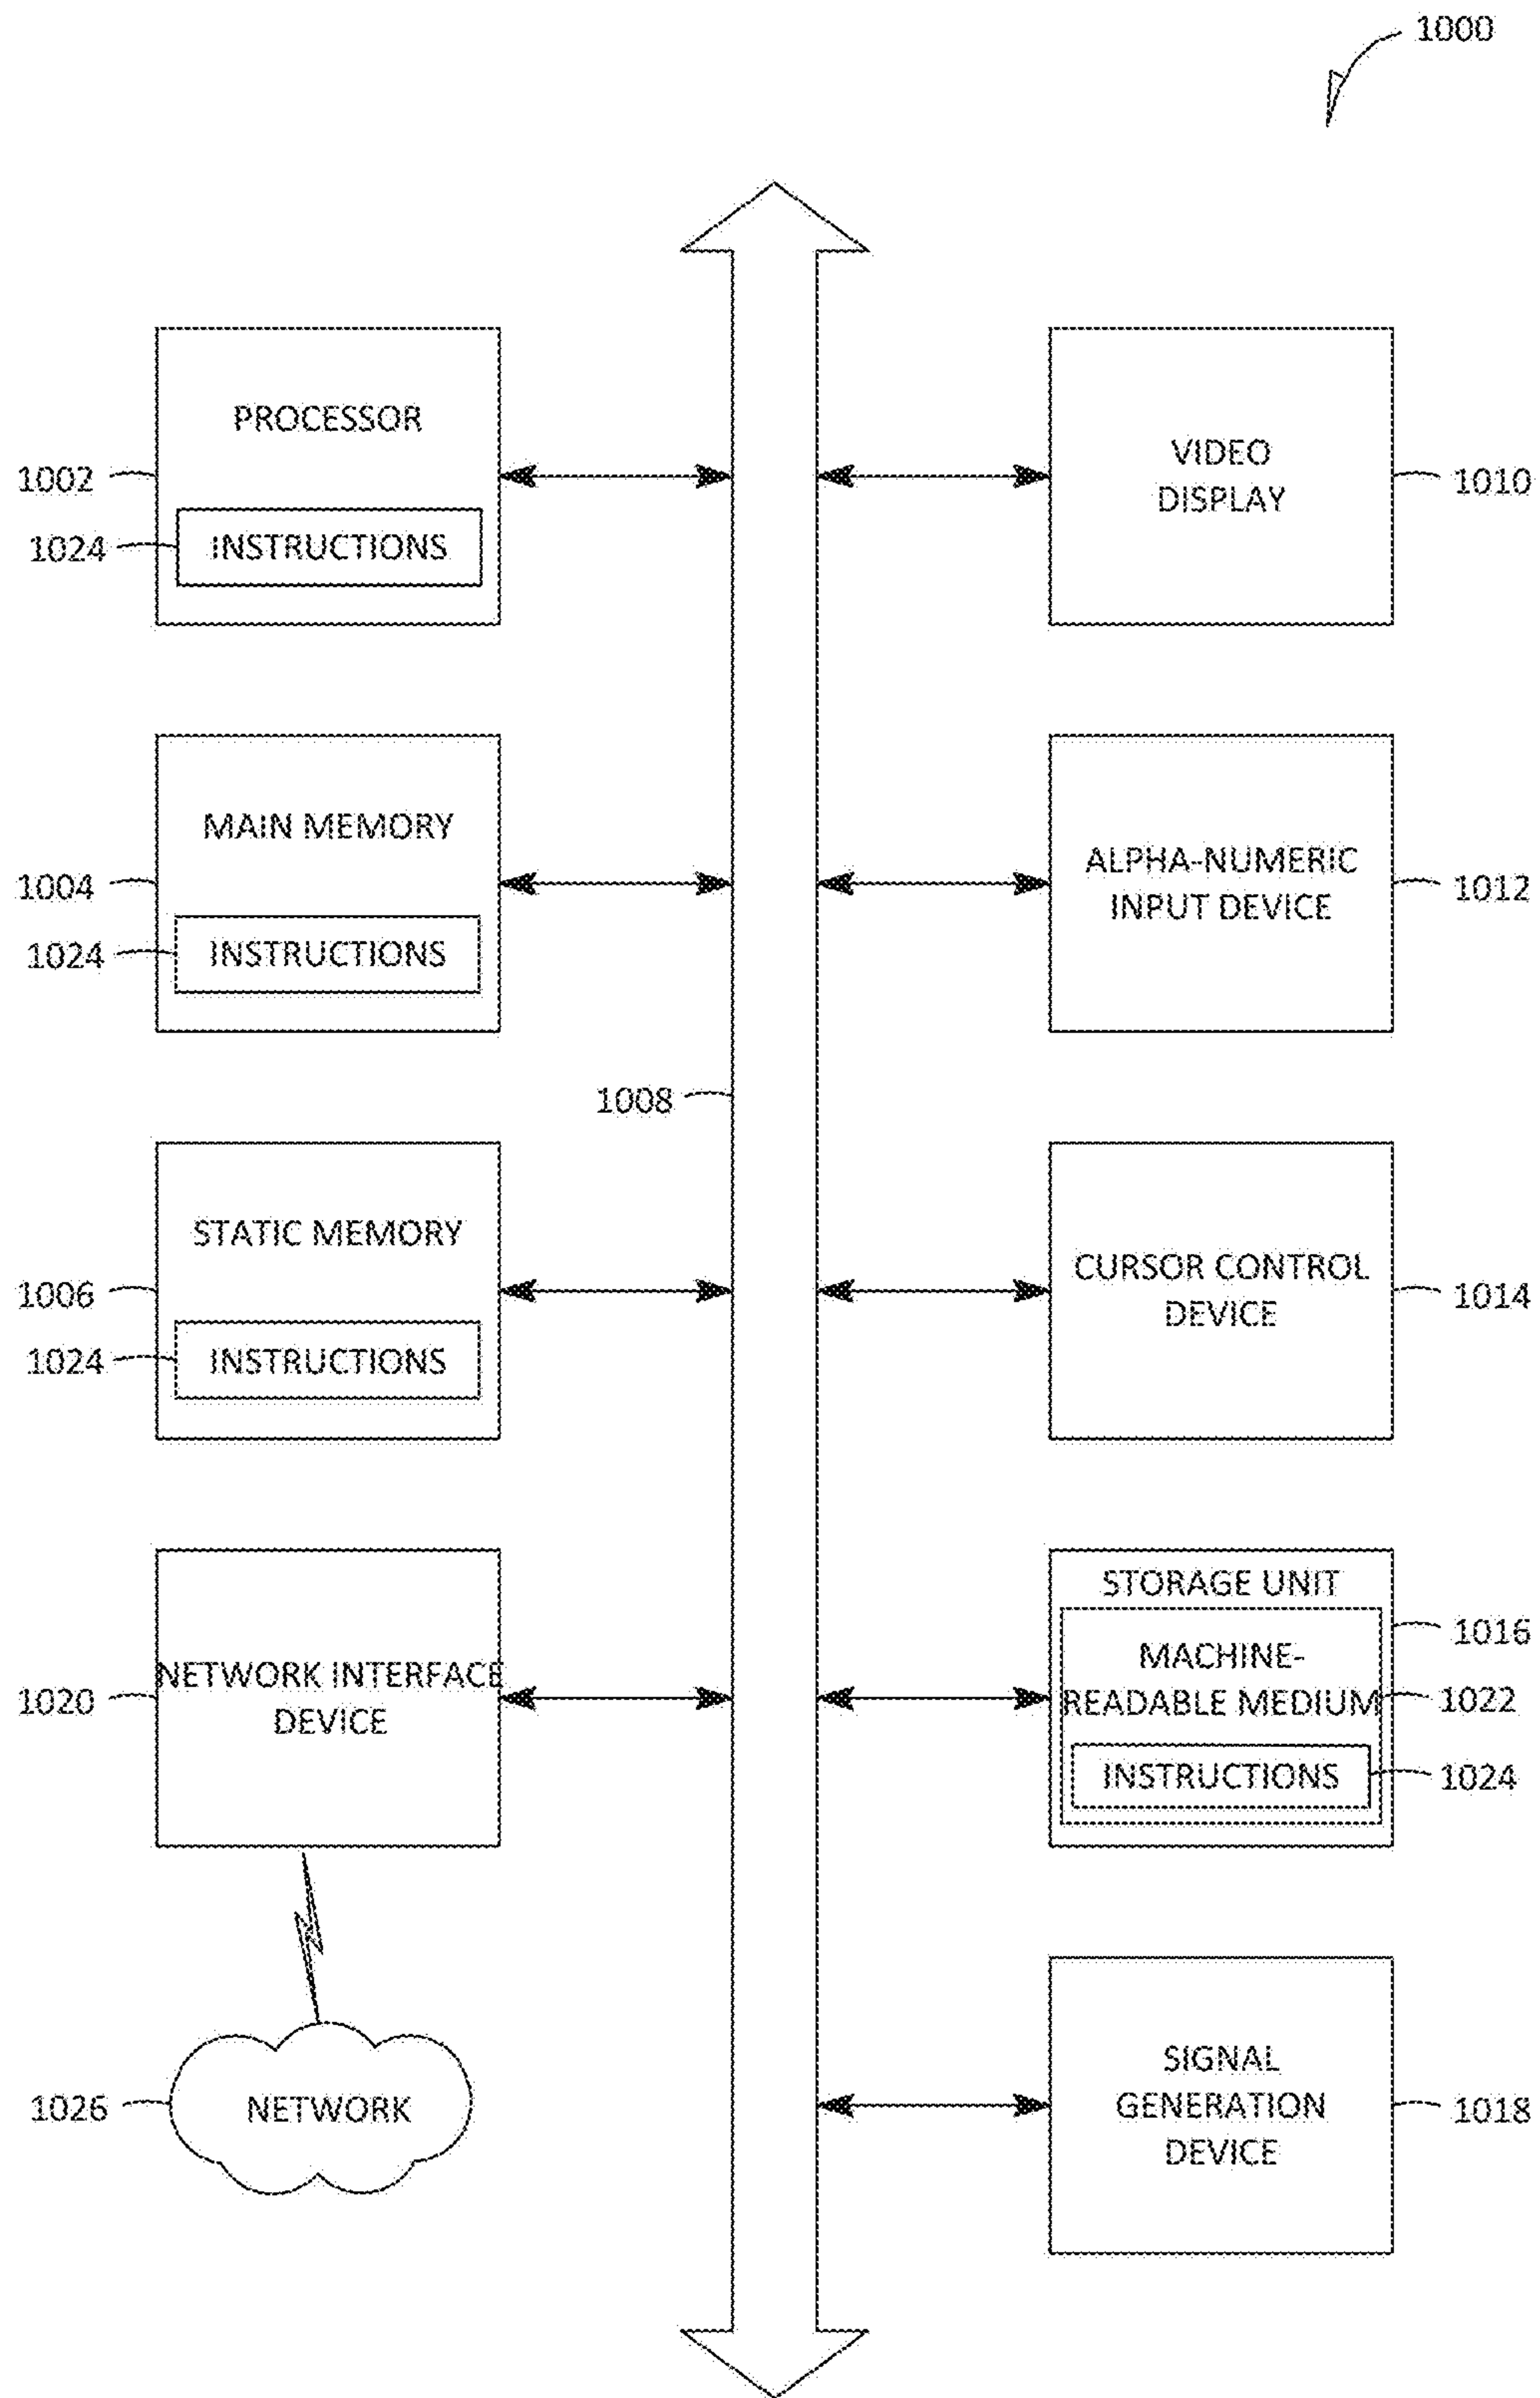 1000
PROCESSOR
1002
1024
INSTRUCTIONS
VIDEO
DISPLAY
1010
MAIN MEMORY
1004
1024
INSTRUCTIONS
ALPHA-NUMERIC
INPUT DEVICE
1012
1008
STATIC MEMORY
1006
1024
INSTRUCTIONS
CURSOR CONTROL
DEVICE
1014
NETWORK INTERFACE
DEVICE
1020
STORAGE UNIT
1016
MACHINE-
READABLE MEDIUM
1022
INSTRUCTIONS
1024
1026
NETWORK
SIGNAL
GENERATION
DEVICE
1018